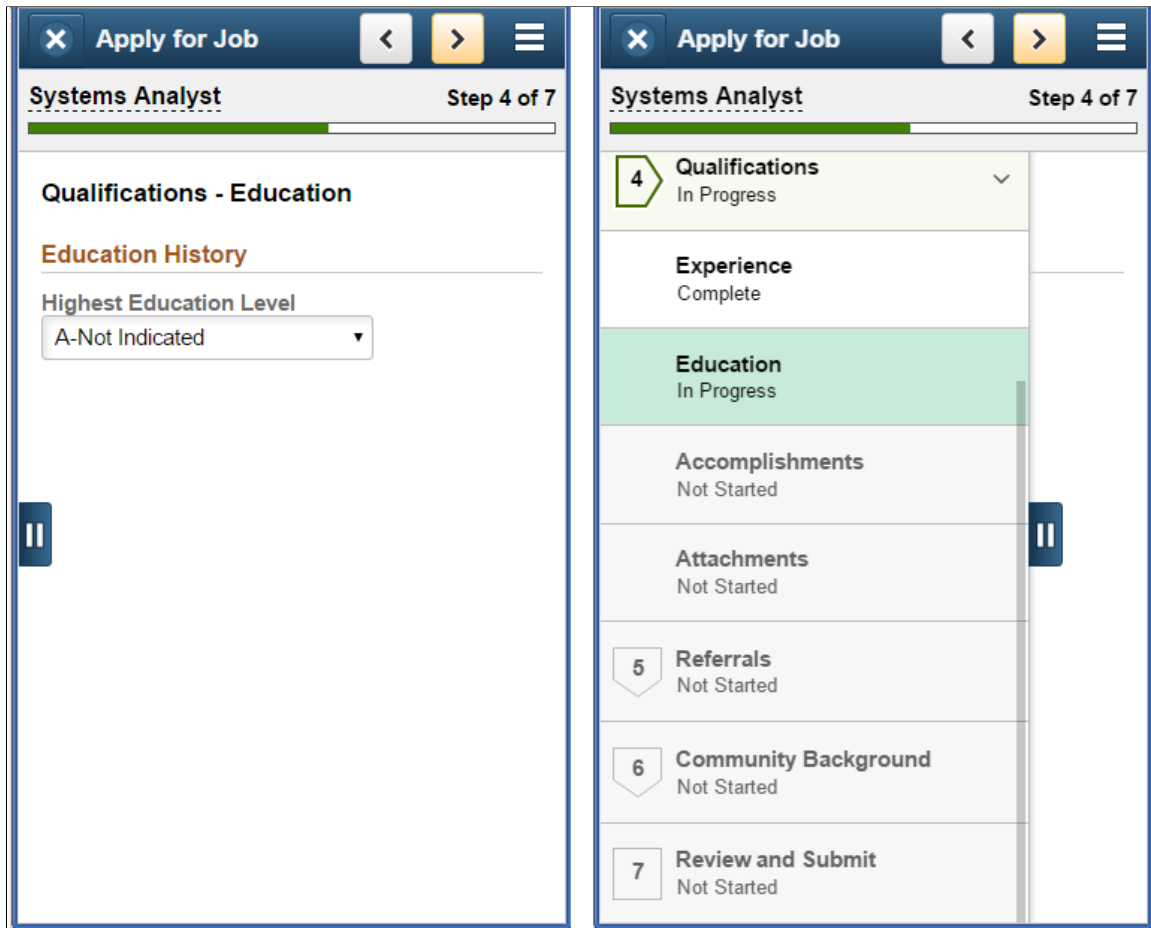 Apply for Job
Systems Analyst
Step 4 of 7
Qualifications - Education
Education History
Highest Education Level
A-Not Indicated
Apply for Job
Systems Analyst
Step 4 of 7
4
Qualifications
In Progress
Experience
Complete
Education
In Progress
Accomplishments
Not Started
Attachments
Not Started
5
Referrals
Not Started
6
Community Background
Not Started
7
Review and Submit
Not Started